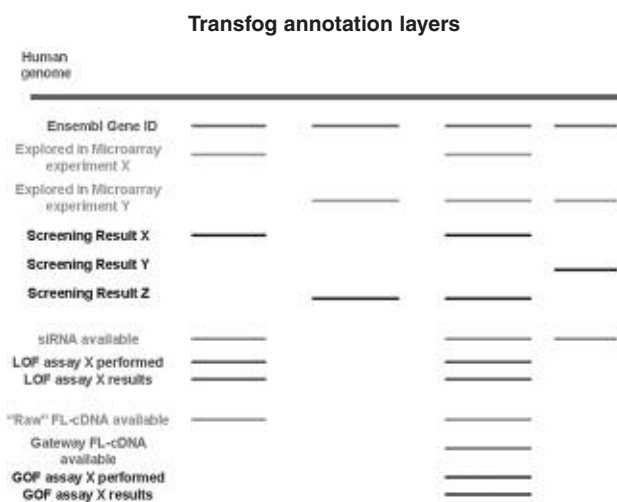 Transfog annotation layers
Human
genome
Ensembl Gene ID
Explored in Microarray
experiment X
Explored in Microarray
experiment Y
Screening Result X
Screening Result Y
Screening Result Z
siRNA available
LOF assay X performed
LOF assay X results
"Raw" FL-cDNA available
Gateway FL-cDNA
available
GOF assay X performed
GOF assay X results